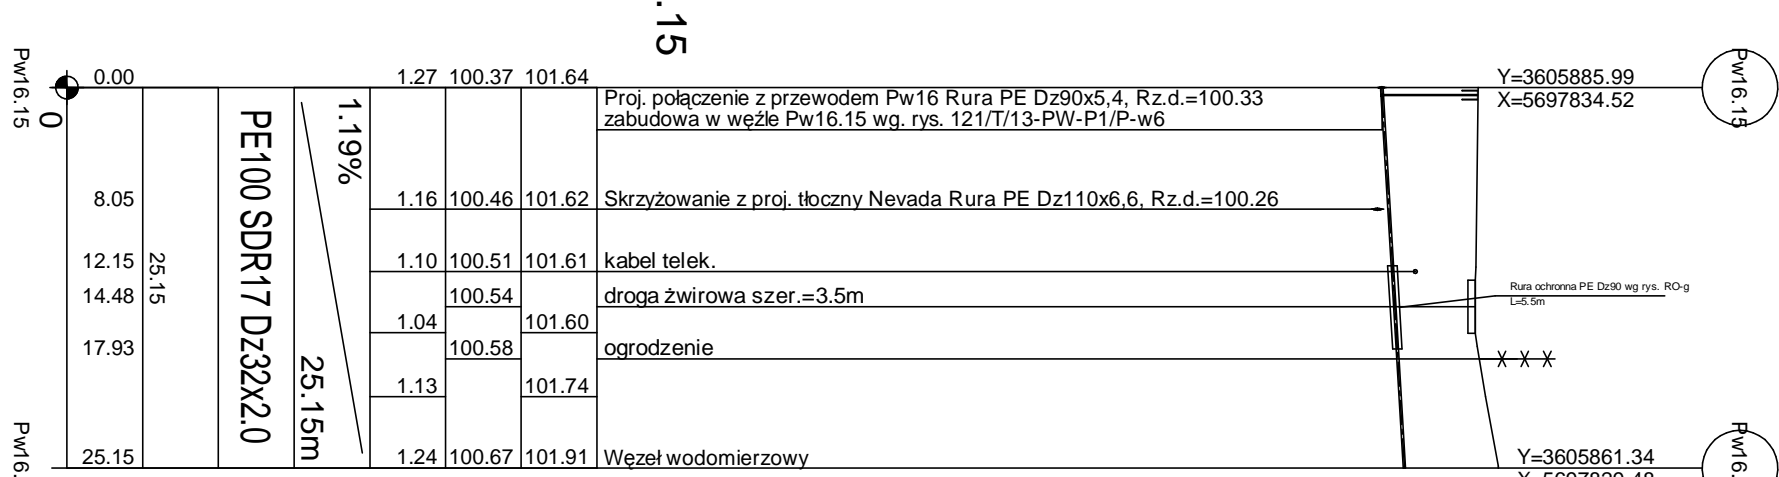 .15
Pw16.15
0
0.00
1.27 100.37 101.64
Proj. połączenie z przewodem Pw16 Rura PE Dz90x5,4, Rz.d.=100.33
zabudowa w węźle Pw16.15 wg. rys. 121/T/13-PW-P1/P-w6
Y=3605885.99
X=5697834.52
Pw16.15
PE100 SDR17 Dz32x2.0
1.19%
25.15m
25.15
8.05
1.16 100.46 101.62 Skrzyżowanie z proj. tłoczny Nevada Rura PE Dz110x6,6, Rz.d.=100.26
12.15
1.10 100.51 101.61 kabel telek.
14.48
100.54 droga żwirowa szer.=3.5m
Rura ochronna PE Dz90 wg rys. RO-g
L=5.5m
1.04 101.60
17.93
100.58 ogrodzenie
1.13 101.74
Pw16.
25.15
1.24 100.67 101.91 Węzeł wodomierzowy
Y=3605861.34
Pw16.